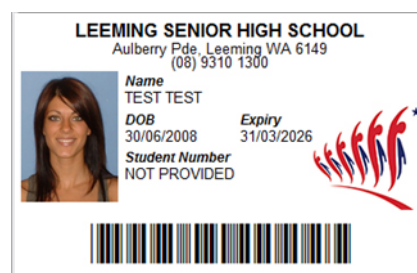 LEEMING SENIOR HIGH SCHOOL
Aulberry Pde, Leeming WA 6149
(08) 9310 1300
Name
TEST TEST
DOB Expiry
30/06/2008 31/03/2026
Student Number
NOT PROVIDED